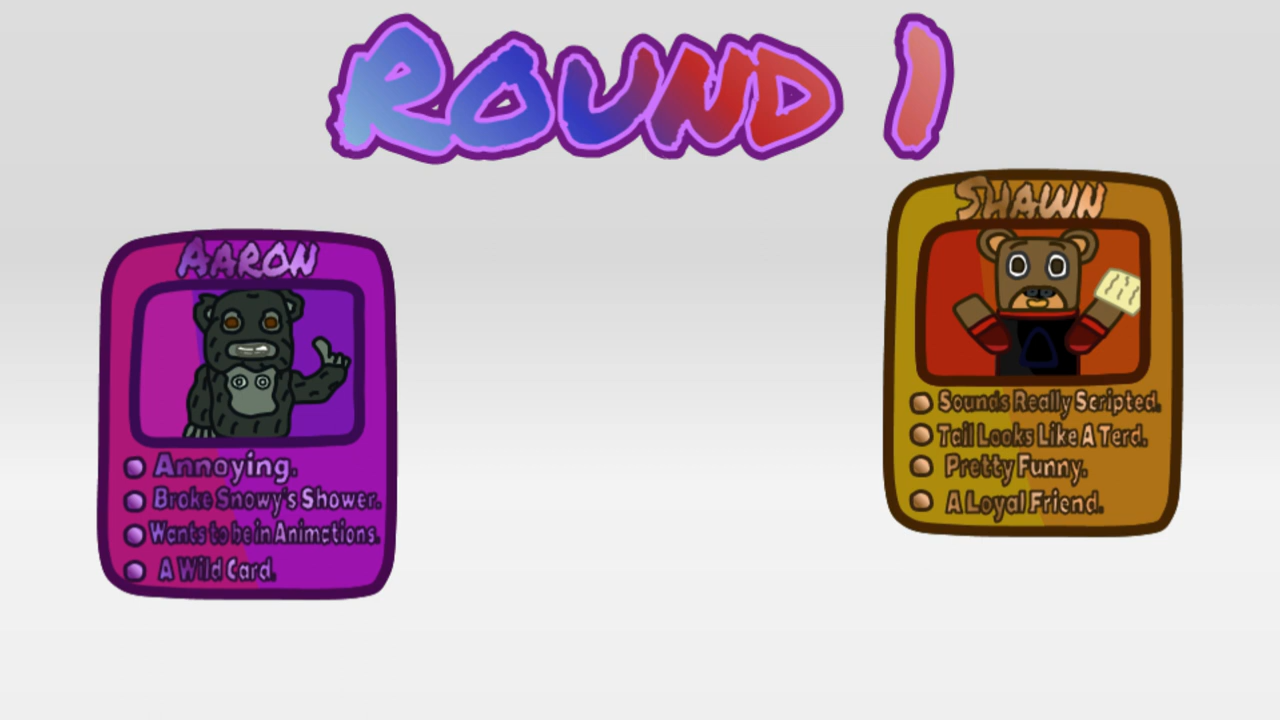 Round 1
Aaron
Annoying.
Broke Snowy's Shower.
Wants to be in Animations.
A Wild Card.
Shawn
Sounds Really Scripted.
Tail Looks Like A Terd.
Pretty Funny.
A Loyal Friend.